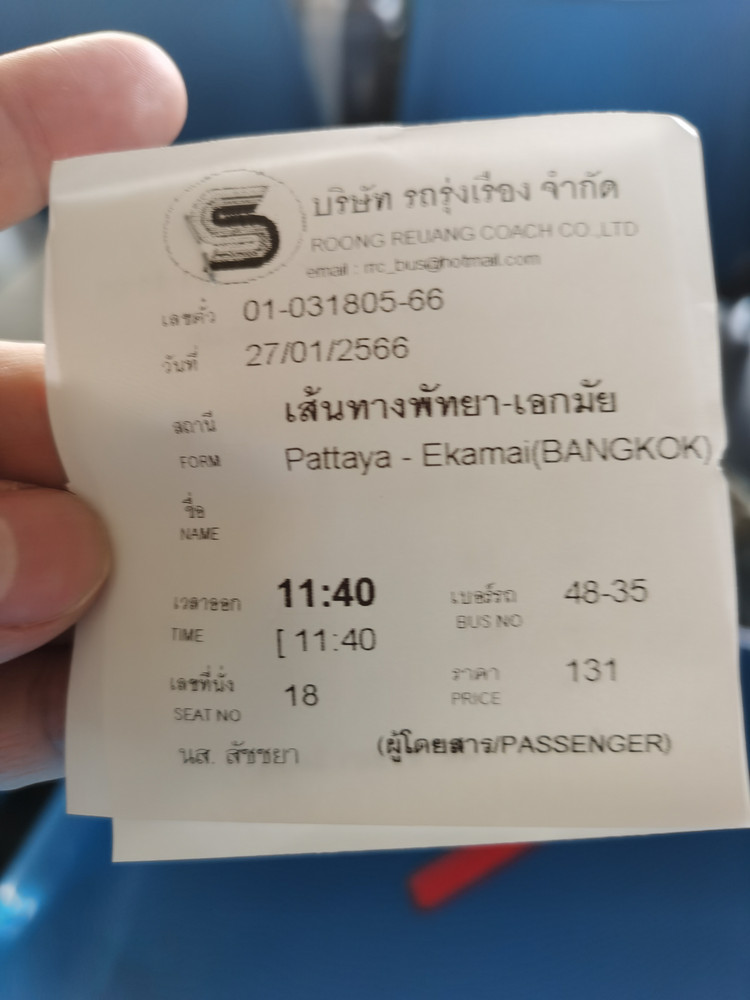 บริษัท รถรุ่งเรือง จำกัด
ROONG REUANG COACH CO.,LTD
email : rrc_bus@hotmail.com
เลขตั๋ว 01-031805-66
วันที่ 27/01/2566
สถานี เส้นทางพัทยา-เอกมัย
FORM Pattaya - Ekamai(BANGKOK)
ชื่อ
NAME
เวลาออก 11:40 เบอร์รถ 48-35
TIME [ 11:40 BUS NO
เลขที่นั่ง 18 ราคา 131
SEAT NO PRICE
นส. สัชชยา (ผู้โดยสาร/PASSENGER)